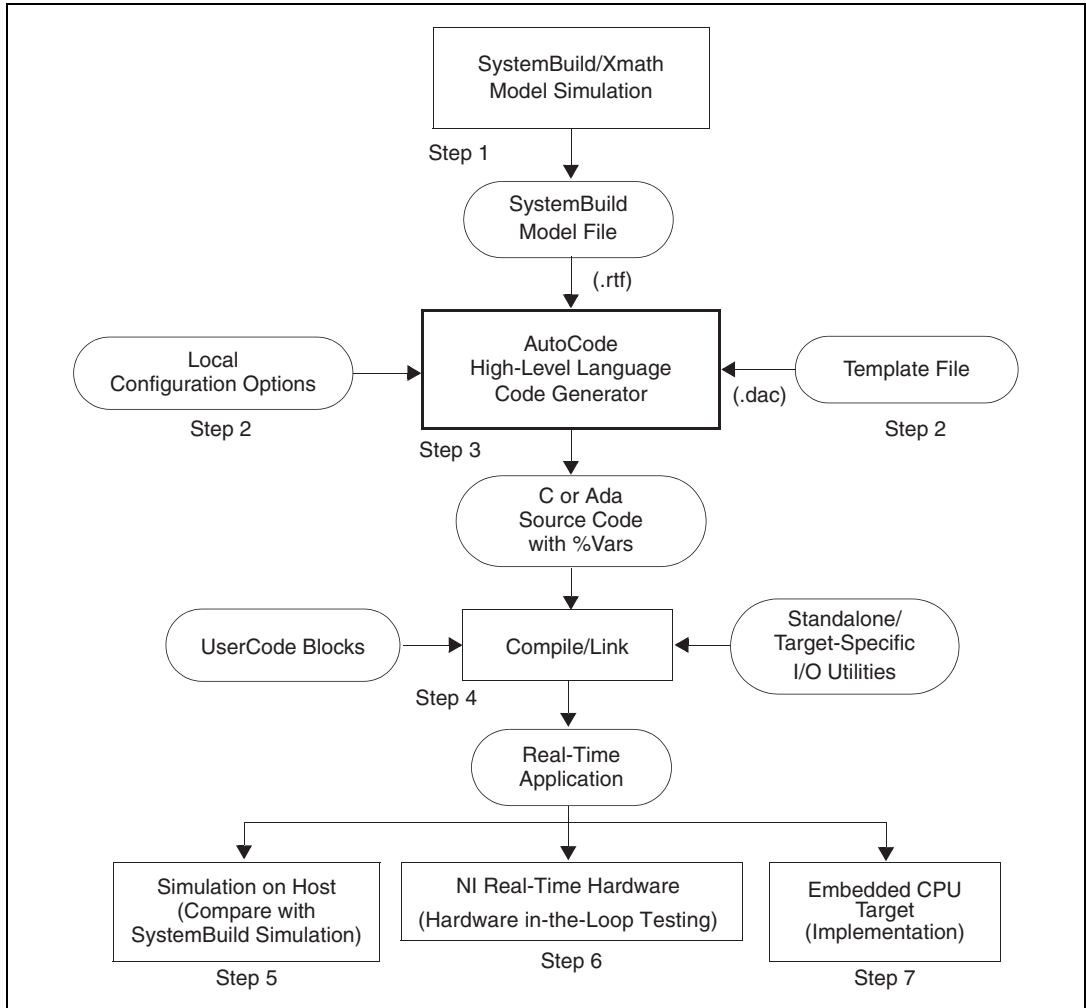 SystemBuild/Xmath
Model Simulation
Step 1
SystemBuild
Model File
(.rtf)
Local
Configuration Options
Step 2
AutoCode
High-Level Language
Code Generator
Step 3
(.dac)
Template File
Step 2
C or Ada
Source Code
with %Vars
UserCode Blocks
Compile/Link
Step 4
Standalone/
Target-Specific
I/O Utilities
Real-Time
Application
Simulation on Host
(Compare with
SystemBuild Simulation)
Step 5
NI Real-Time Hardware
(Hardware in-the-Loop Testing)
Step 6
Embedded CPU
Target
(Implementation)
Step 7